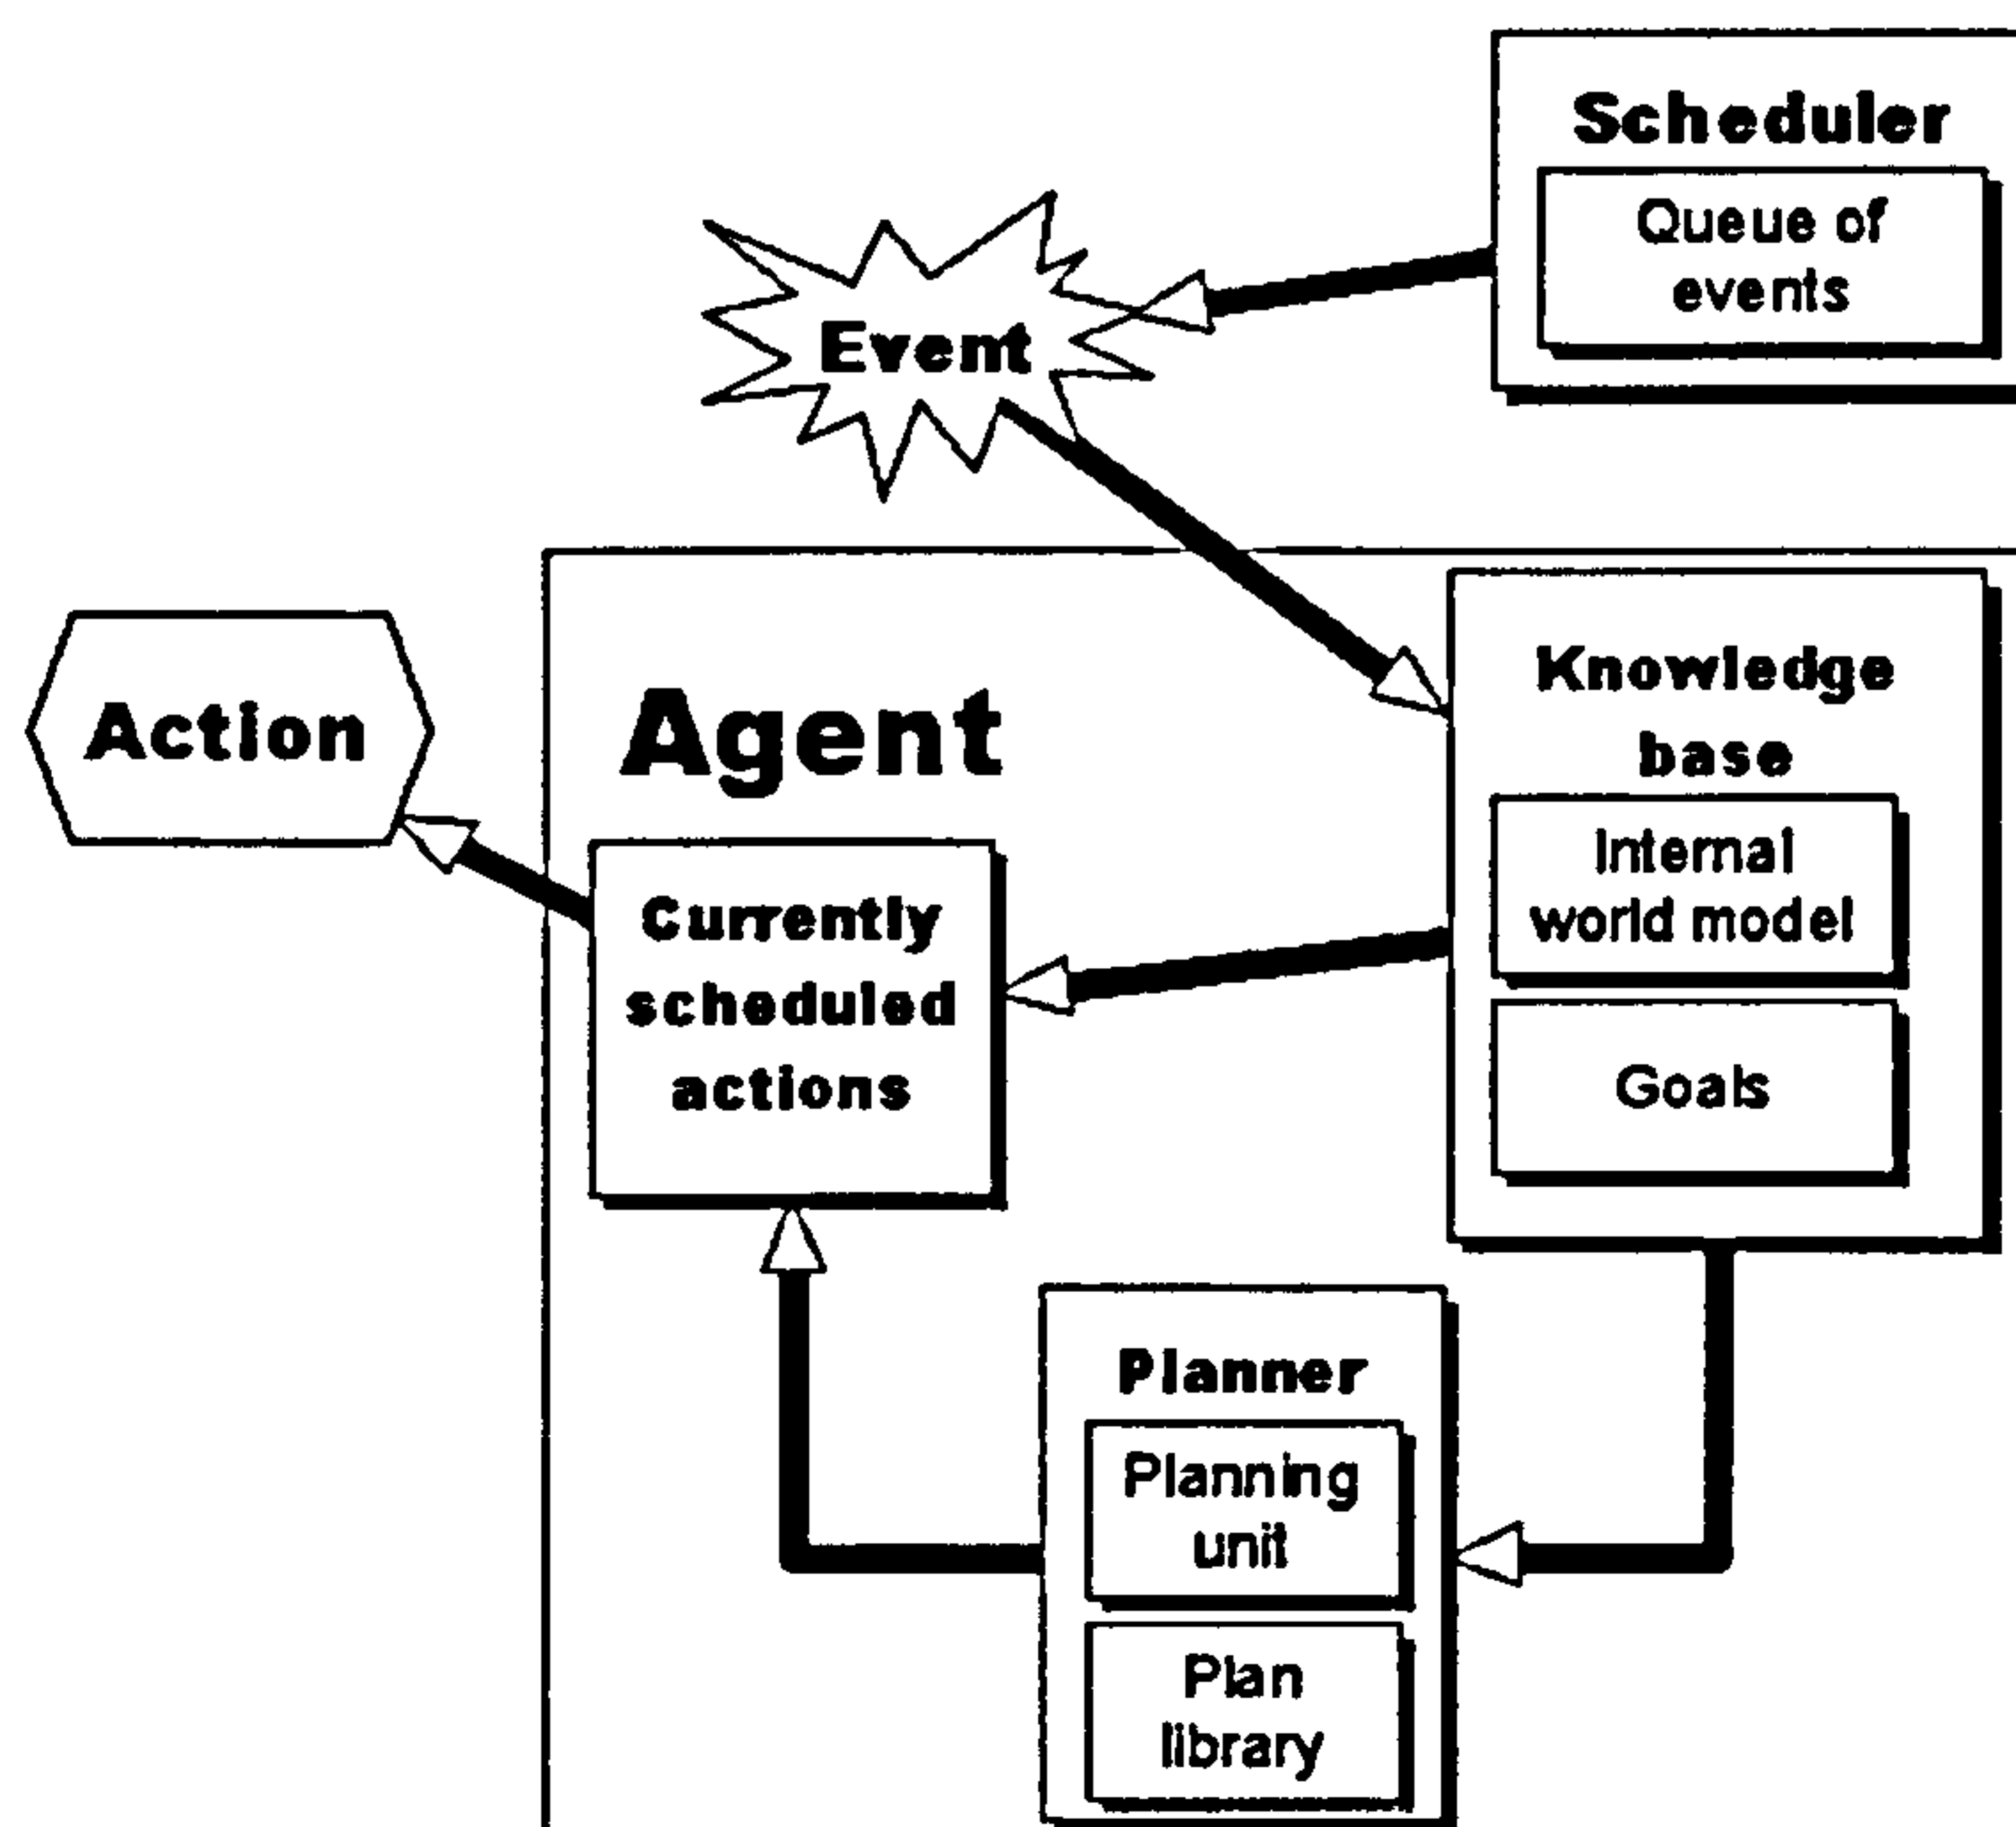 Scheduler
Queue of
events
Event
Action
Agent
Knowledge
base
Internal
world model
Goals
Currently
scheduled
actions
Planner
Planning
unit
Plan
library